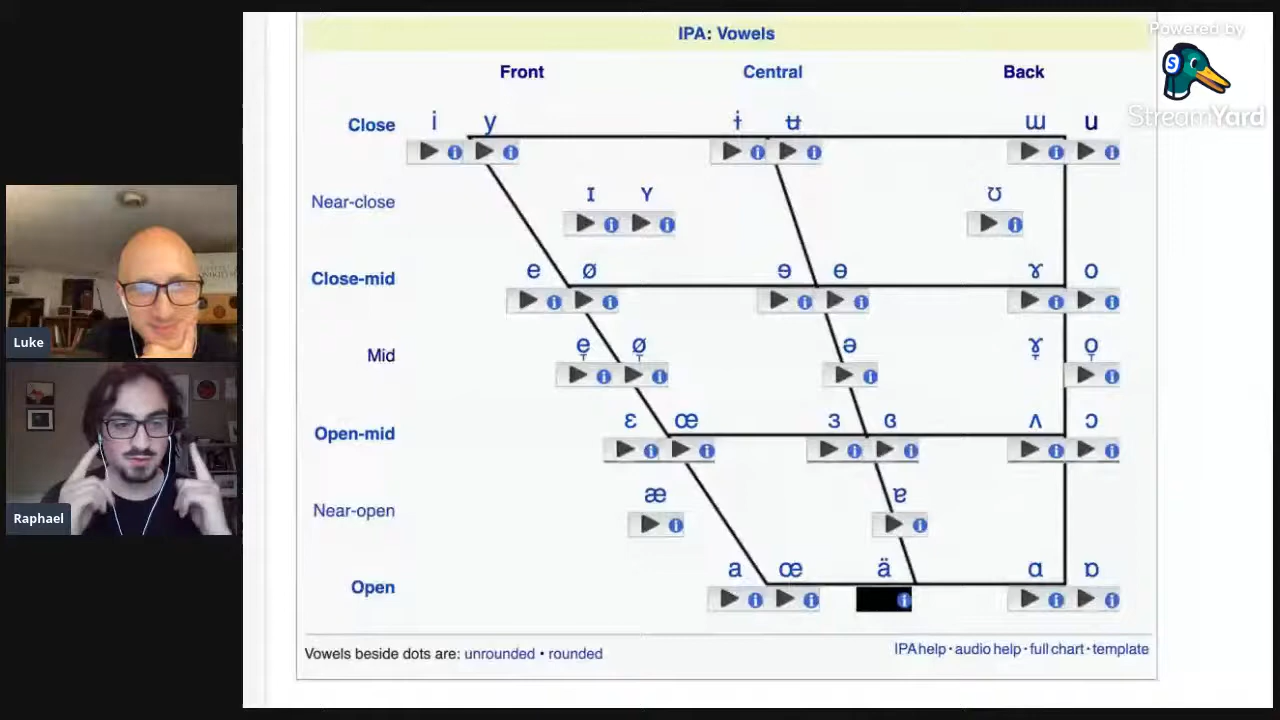 Powered by
StreamYard
IPA: Vowels
Front Central Back
Close i y ɨ ʉ ɯ u
Near-close ɪ ʏ ʊ
Close-mid e ø ɘ ɵ ɤ o
Mid e̞ ø̞ ə ɤ̞ o̞
Open-mid ɛ œ ɜ ɞ ʌ ɔ
Near-open æ ɐ
Open a ɶ ä ɑ ɒ
Vowels beside dots are: unrounded • rounded
IPA help · audio help · full chart · template
Luke
Raphael